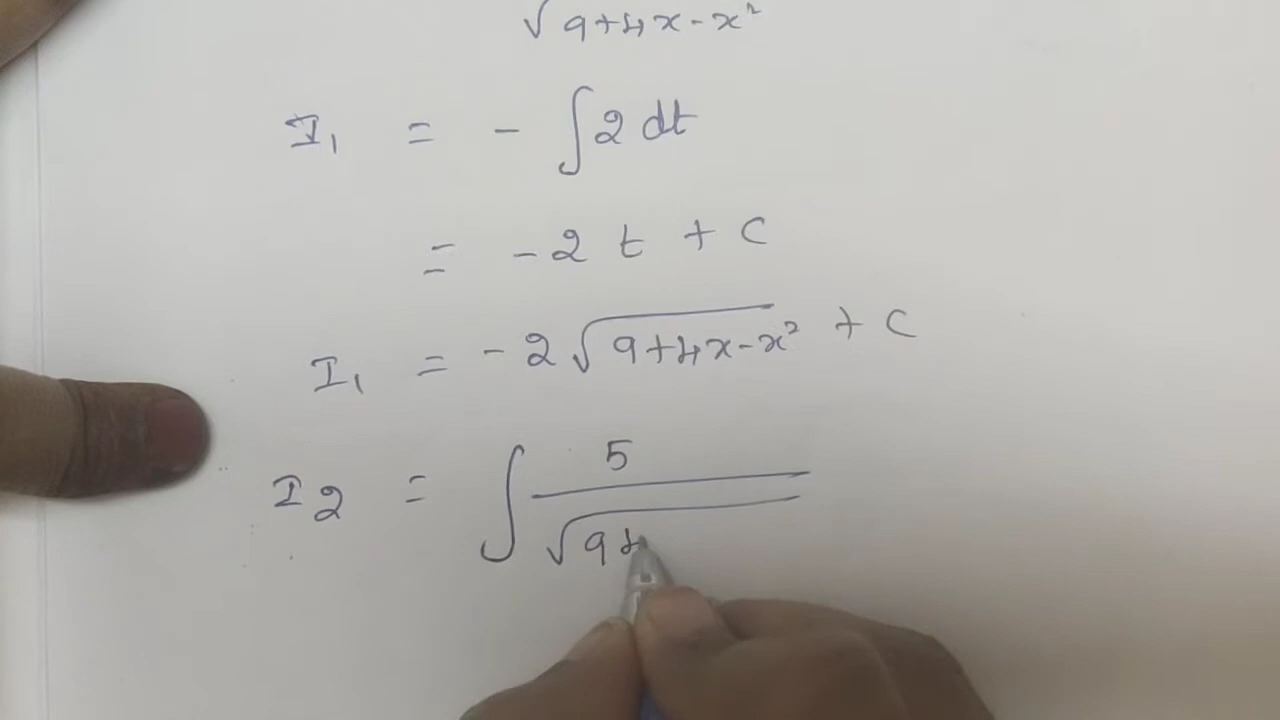 √9+4x-x²
I₁ = - ∫2 dt
= -2 t + c
I₁ = -2√9+4x-x² + c
I2 = ∫ 5
√9+